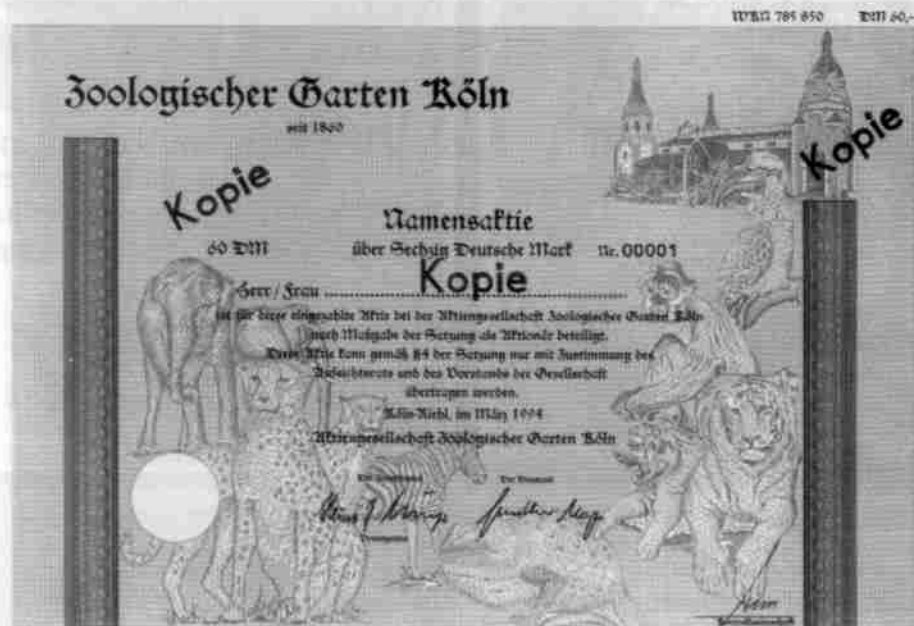 WKN 785 850 DM 60,-
Zoologischer Garten Köln
seit 1860
Kopie
Kopie
Namensaktie
60 DM über Sechzig Deutsche Mark Nr. 00001
Kopie
Herr/Frau
ist für diese eingezahlte Aktie bei der Aktiengesellschaft Zoologischer Garten Köln
nach Maßgabe der Satzung als Aktionär beteiligt.
Diese Aktie kann gemäß §4 der Satzung nur mit Zustimmung des
Aufsichtsrats und des Vorstands der Gesellschaft
übertragen werden.
Köln-Riehl, im März 1994
Aktiengesellschaft Zoologischer Garten Köln
Der Aufsichtsrat Der Vorstand